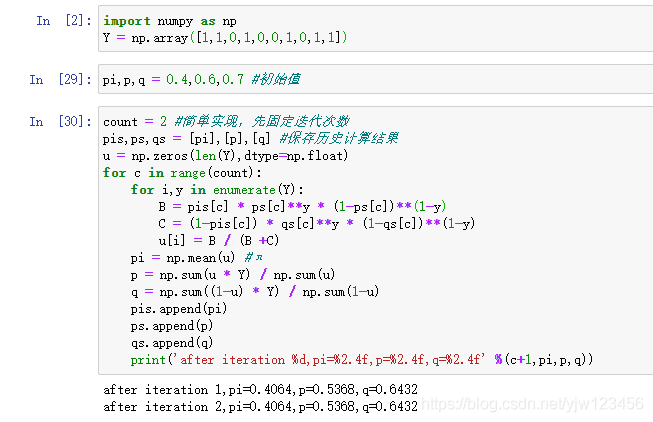 In [2]: import numpy as np
Y = np.array([1,1,0,1,0,0,1,0,1,1])
In [29]: pi,p,q = 0.4,0.6,0.7 #初始值
In [30]: count = 2 #简单实现，先固定迭代次数
pis,ps,qs = [pi],[p],[q] #保存历史计算结果
u = np.zeros(len(Y),dtype=np.float)
for c in range(count):
    for i,y in enumerate(Y):
        B = pis[c] * ps[c]**y * (1-ps[c])**(1-y)
        C = (1-pis[c]) * qs[c]**y * (1-qs[c])**(1-y)
        u[i] = B / (B +C)
    pi = np.mean(u) #π
    p = np.sum(u * Y) / np.sum(u)
    q = np.sum((1-u) * Y) / np.sum(1-u)
    pis.append(pi)
    ps.append(p)
    qs.append(q)
    print('after iteration %d,pi=%2.4f,p=%2.4f,q=%2.4f' %(c+1,pi,p,q))
after iteration 1,pi=0.4064,p=0.5368,q=0.6432
after iteration 2,pi=0.4064,p=0.5368,q=0.6432
https://blog.csdn.net/yjw123456